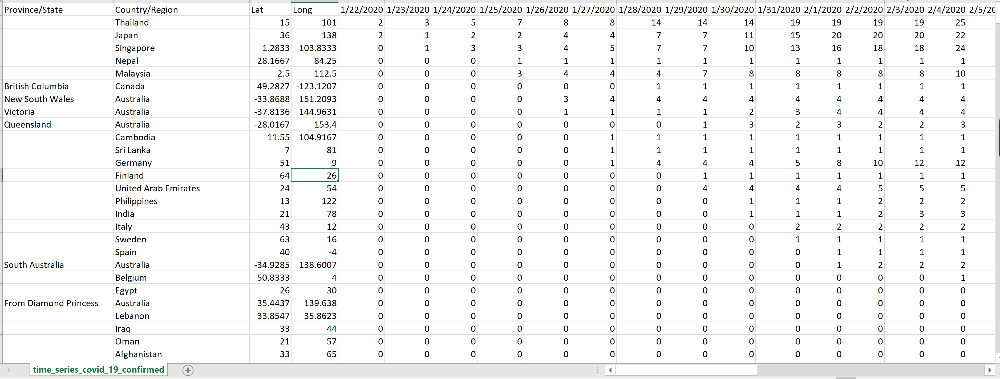 Province/State Country/Region Lat Long 1/22/2020 1/23/2020 1/24/2020 1/25/2020 1/26/2020 1/27/2020 1/28/2020 1/29/2020 1/30/2020 1/31/2020 2/1/2020 2/2/2020 2/3/2020 2/4/2020 2/5/20
Thailand 15 101 2 3 5 7 8 8 14 14 14 19 19 19 19 25
Japan 36 138 2 1 2 2 4 4 7 7 11 15 20 20 20 22
Singapore 1.2833 103.8333 0 1 3 3 4 5 7 7 10 13 16 18 18 24
Nepal 28.1667 84.25 0 0 0 1 1 1 1 1 1 1 1 1 1 1
Malaysia 2.5 112.5 0 0 0 3 4 4 4 7 8 8 8 8 8 10
British Columbia Canada 49.2827 -123.1207 0 0 0 0 0 0 1 1 1 1 1 1 1 1
New South Wales Australia -33.8688 151.2093 0 0 0 0 3 4 4 4 4 4 4 4 4 4
Victoria Australia -37.8136 144.9631 0 0 0 0 1 1 1 1 2 3 4 4 4 4
Queensland Australia -28.0167 153.4 0 0 0 0 0 0 0 1 3 2 3 2 2 3
Cambodia 11.55 104.9167 0 0 0 0 0 1 1 1 1 1 1 1 1 1
Sri Lanka 7 81 0 0 0 0 0 1 1 1 1 1 1 1 1 1
Germany 51 9 0 0 0 0 0 1 4 4 4 5 8 10 12 12
Finland 64 26 0 0 0 0 0 0 0 1 1 1 1 1 1 1
United Arab Emirates 24 54 0 0 0 0 0 0 0 4 4 4 4 5 5 5
Philippines 13 122 0 0 0 0 0 0 0 0 1 1 1 2 2 2
India 21 78 0 0 0 0 0 0 0 0 1 1 1 2 3 3
Italy 43 12 0 0 0 0 0 0 0 0 0 2 2 2 2 2
Sweden 63 16 0 0 0 0 0 0 0 0 0 1 1 1 1 1
Spain 40 -4 0 0 0 0 0 0 0 0 0 0 1 1 1 1
South Australia Australia -34.9285 138.6007 0 0 0 0 0 0 0 0 0 0 1 2 2 2
Belgium 50.8333 4 0 0 0 0 0 0 0 0 0 0 0 0 0 1
Egypt 26 30 0 0 0 0 0 0 0 0 0 0 0 0 0 0
From Diamond Princess Australia 35.4437 139.638 0 0 0 0 0 0 0 0 0 0 0 0 0 0
Lebanon 33.8547 35.8623 0 0 0 0 0 0 0 0 0 0 0 0 0 0
Iraq 33 44 0 0 0 0 0 0 0 0 0 0 0 0 0 0
Oman 21 57 0 0 0 0 0 0 0 0 0 0 0 0 0 0
Afghanistan 33 65 0 0 0 0 0 0 0 0 0 0 0 0 0 0
time_series_covid_19_confirmed